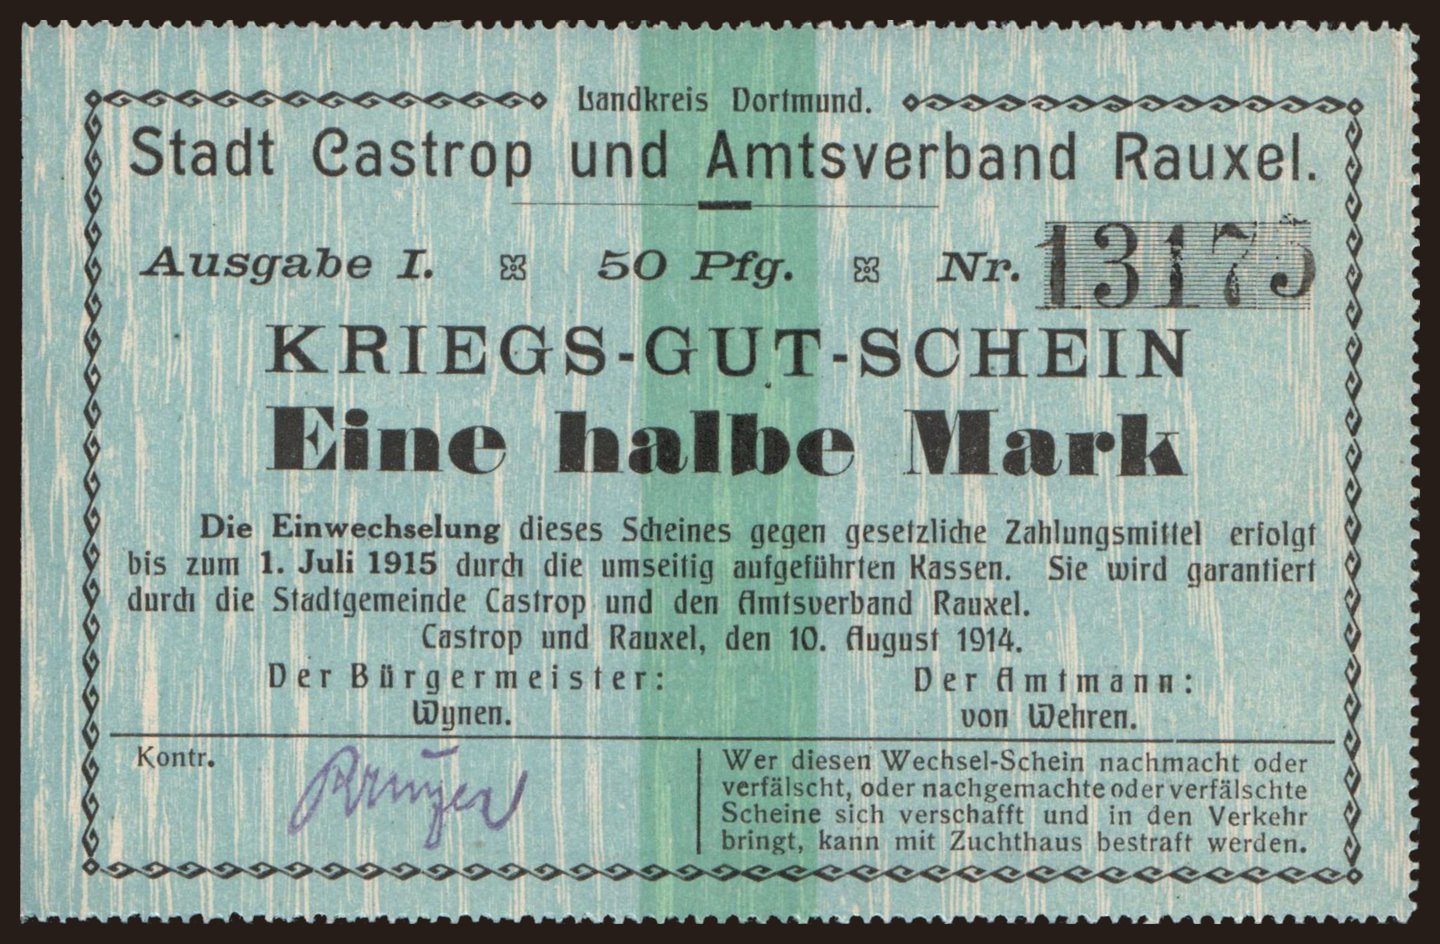 Landkreis Dortmund.
Stadt Castrop und Amtsverband Rauxel.
Ausgabe I. 50 Pfg. Nr. 13175
KRIEGS-GUT-SCHEIN
Eine halbe Mark
Die Einwechselung dieses Scheines gegen gesetzliche Zahlungsmittel erfolgt
bis zum 1. Juli 1915 durch die umseitig aufgeführten Kassen. Sie wird garantiert
durch die Stadtgemeinde Castrop und den Amtsverband Rauxel.
Castrop und Rauxel, den 10. August 1914.
Der Bürgermeister: Der Amtmann:
Wynen. von Wehren.
Kontr.
Wer diesen Wechsel-Schein nachmacht oder
verfälscht, oder nachgemachte oder verfälschte
Scheine sich verschafft und in den Verkehr
bringt, kann mit Zuchthaus bestraft werden.